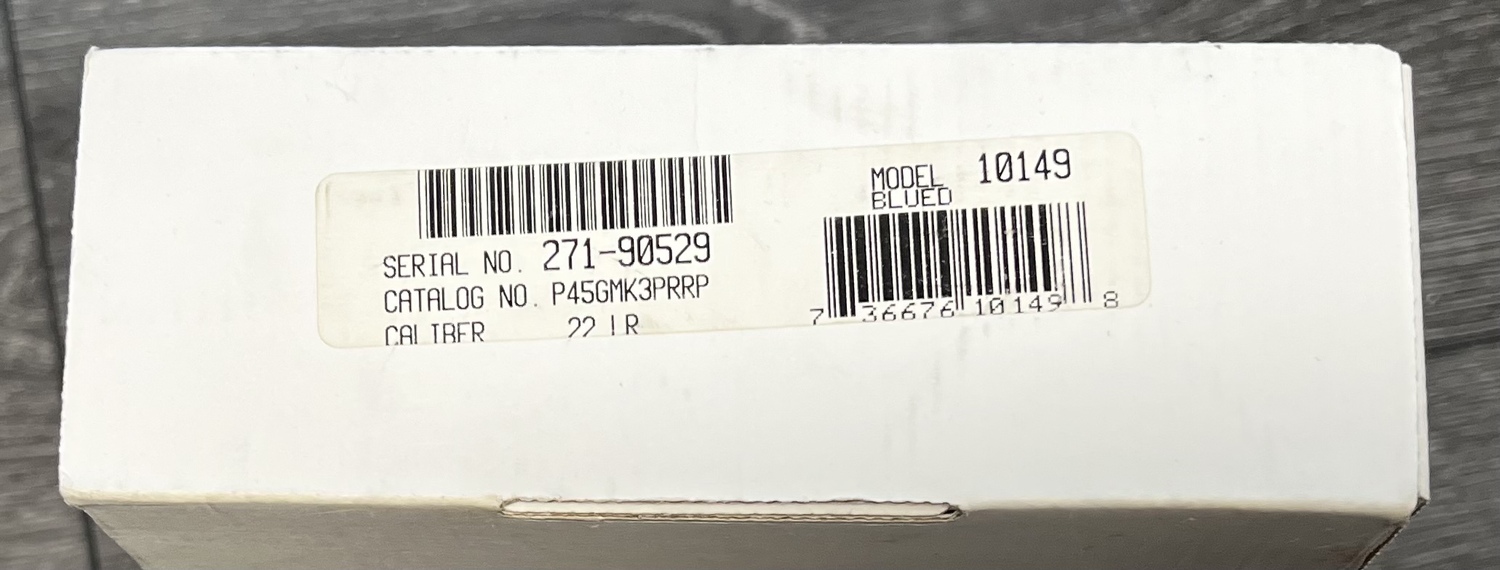 SERIAL NO. 271-90529
CATALOG NO. P45GMK3PRRP
CALIBER 22 LR
MODEL 10149
BLUED
7 36676 10149 8